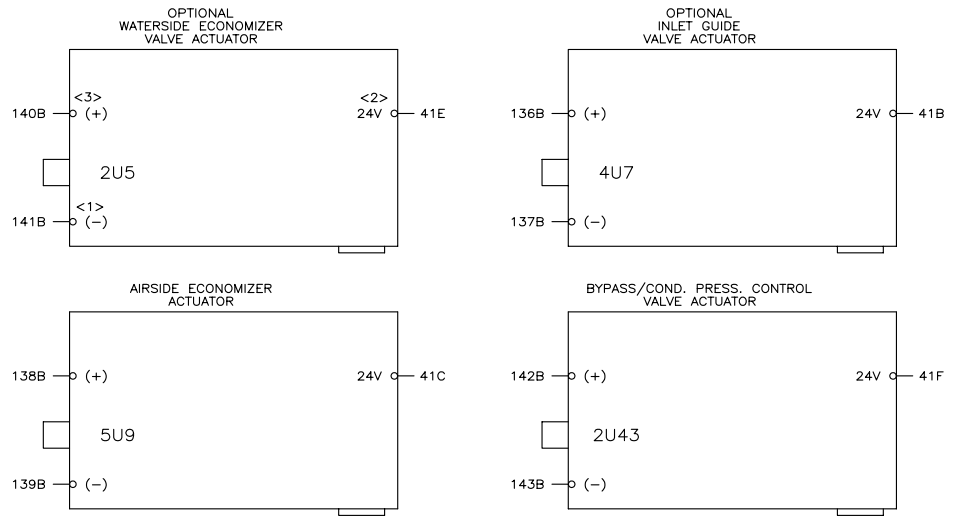 OPTIONAL
WATERSIDE ECONOMIZER
VALVE ACTUATOR
<3>
<2>
140B
(+)
24V
41E
2U5
<1>
141B
(−)
OPTIONAL
INLET GUIDE
VALVE ACTUATOR
136B
(+)
24V
41B
4U7
137B
(−)
AIRSIDE ECONOMIZER
ACTUATOR
138B
(+)
24V
41C
5U9
139B
(−)
BYPASS/COND. PRESS. CONTROL
VALVE ACTUATOR
142B
(+)
24V
41F
2U43
143B
(−)